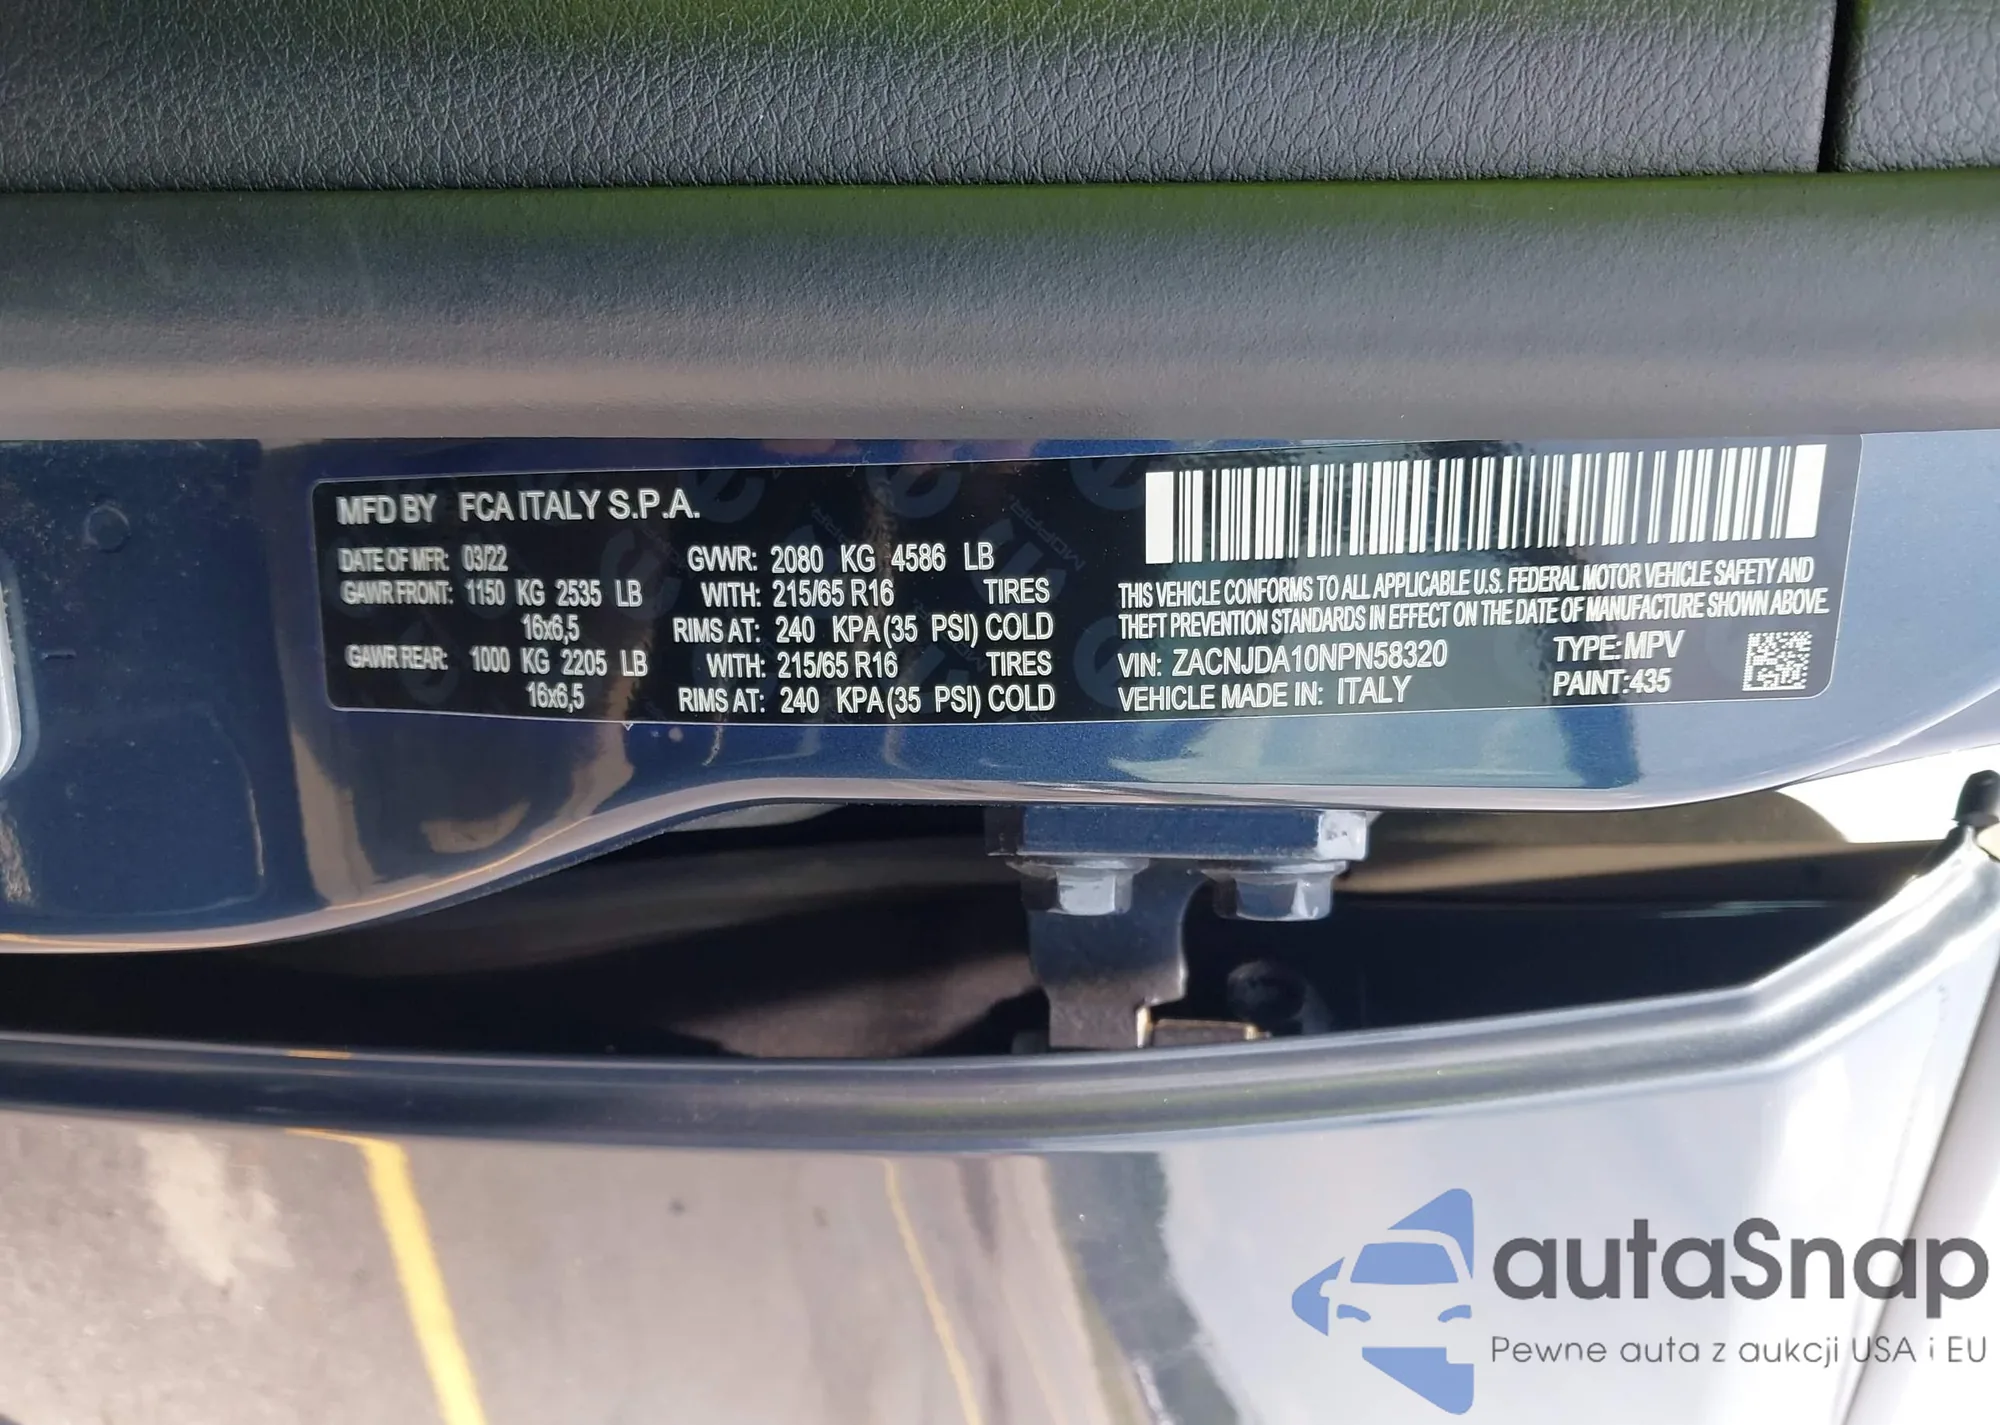 MFD BY FCA ITALY S.P.A.
DATE OF MFR: 03/22 GVWR: 2080 KG 4586 LB
GAWR FRONT: 1150 KG 2535 LB WITH: 215/65 R16 TIRES
16x6,5 RIMS AT: 240 KPA (35 PSI) COLD
GAWR REAR: 1000 KG 2205 LB WITH: 215/65 R16 TIRES
16x6,5 RIMS AT: 240 KPA (35 PSI) COLD
THIS VEHICLE CONFORMS TO ALL APPLICABLE U.S. FEDERAL MOTOR VEHICLE SAFETY AND
THEFT PREVENTION STANDARDS IN EFFECT ON THE DATE OF MANUFACTURE SHOWN ABOVE.
VIN: ZACNJDA10NPN58320 TYPE: MPV
VEHICLE MADE IN: ITALY PAINT: 435
autaSnap
Pewne auta z aukcji USA i EU